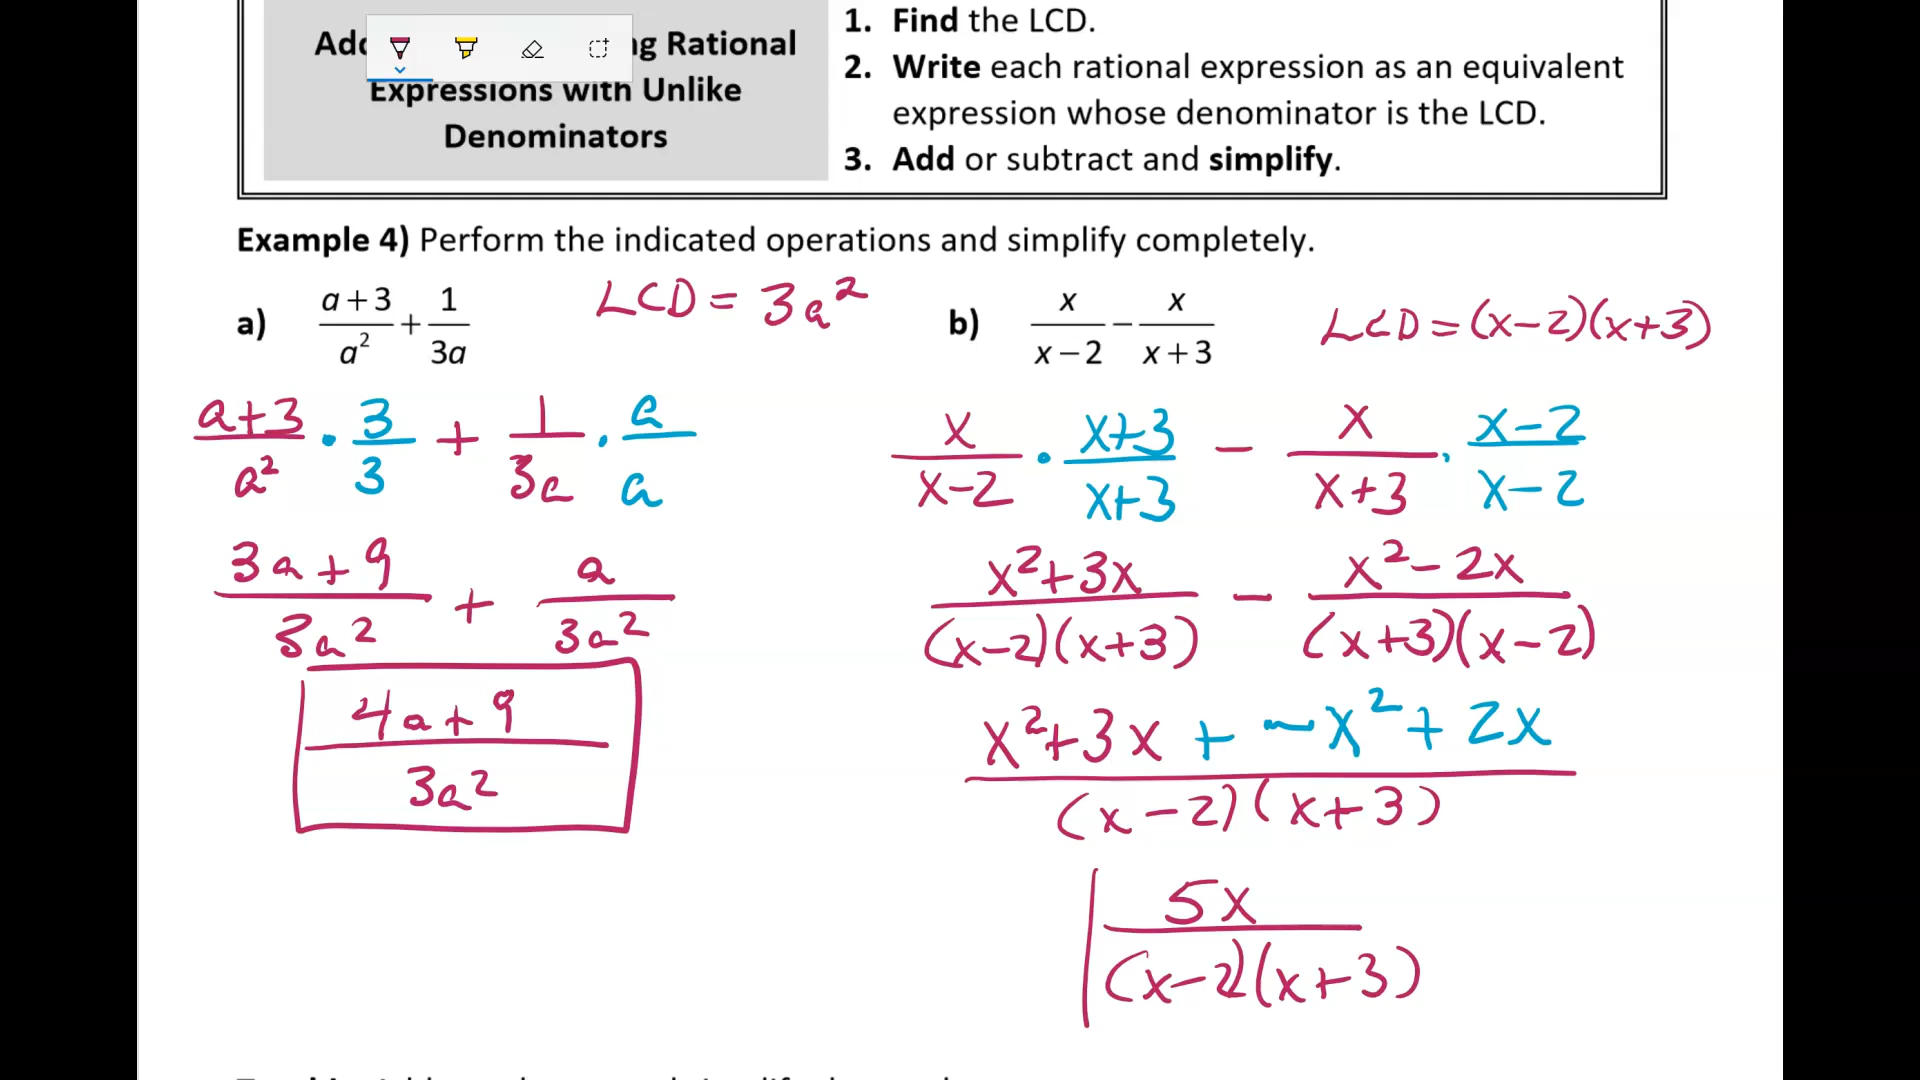 Add ng Rational
Expressions with Unlike
Denominators
1. Find the LCD.
2. Write each rational expression as an equivalent
expression whose denominator is the LCD.
3. Add or subtract and simplify.
Example 4) Perform the indicated operations and simplify completely.
a) (a+3)/a² + 1/(3a)
LCD = 3a²
(a+3)/a² · 3/3 + 1/(3a) · a/a
(3a+9)/(3a²) + a/(3a²)
(4a+9)/(3a²)
b) x/(x−2) − x/(x+3)
LCD = (x−2)(x+3)
x/(x−2) · (x+3)/(x+3) − x/(x+3) · (x−2)/(x−2)
(x²+3x)/((x−2)(x+3)) − (x²−2x)/((x+3)(x−2))
(x²+3x + −x²+2x)/((x−2)(x+3))
5x/((x−2)(x+3))